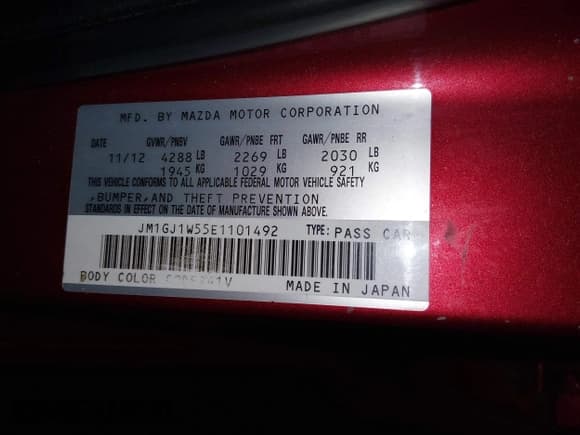 MFD. BY MAZDA MOTOR CORPORATION
DATE GVWR/PNBV GAWR/PNBE FRT GAWR/PNBE RR
11/12 4288 LB 2269 LB 2030 LB
1945 KG 1029 KG 921 KG
THIS VEHICLE CONFORMS TO ALL APPLICABLE FEDERAL MOTOR VEHICLE SAFETY
,BUMPER,AND THEFT PREVENTION
STANDARDS IN EFFECT ON THE DATE OF MANUFACTURE SHOWN ABOVE.
JM1GJ1W55E1101492 TYPE: PASS CAR
BODY COLOR
MADE IN JAPAN